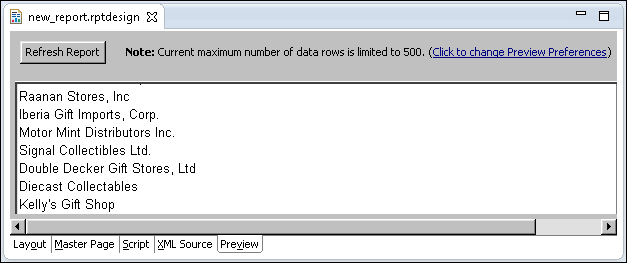 new_report.rptdesign
Refresh Report
Note: Current maximum number of data rows is limited to 500. (Click to change Preview Preferences)
Raanan Stores, Inc
Iberia Gift Imports, Corp.
Motor Mint Distributors Inc.
Signal Collectibles Ltd.
Double Decker Gift Stores, Ltd
Diecast Collectables
Kelly's Gift Shop
Layout Master Page Script XML Source Preview